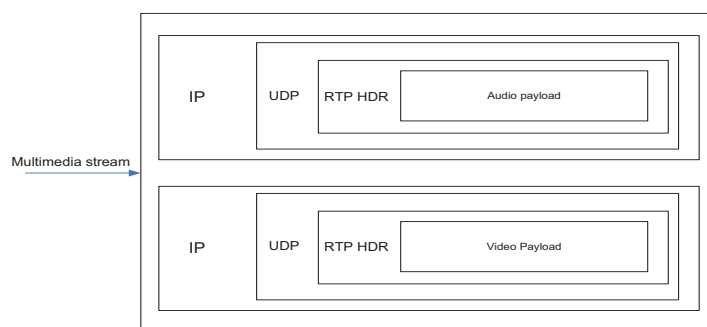 IP
UDP
RTP HDR
Audio payload
Multimedia stream
IP
UDP
RTP HDR
Video Payload